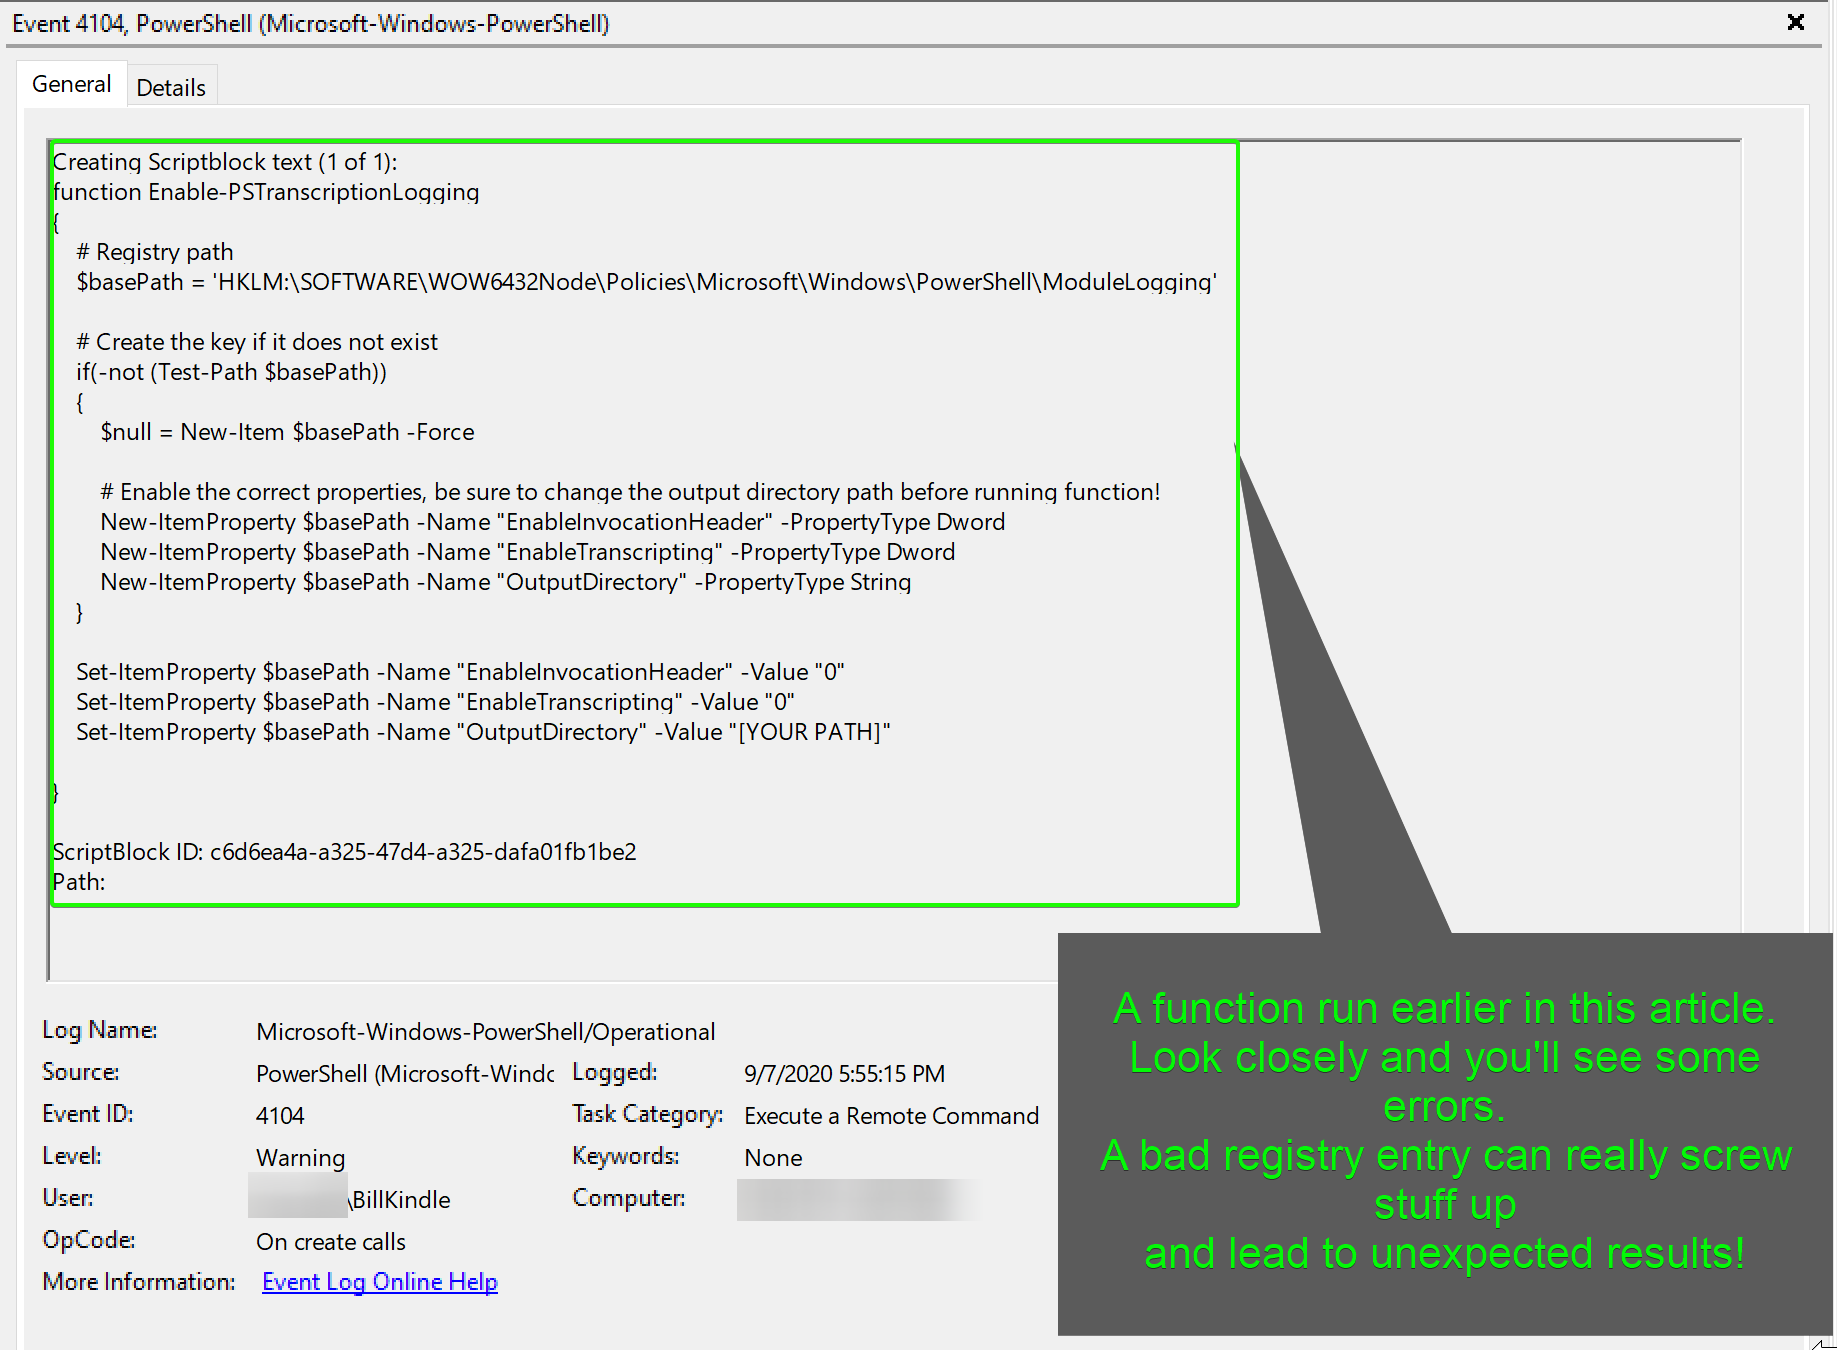 Event 4104, PowerShell (Microsoft-Windows-PowerShell)
General
Details
Creating Scriptblock text (1 of 1):
function Enable-PSTranscriptionLogging
{
    # Registry path
    $basePath = 'HKLM:\SOFTWARE\WOW6432Node\Policies\Microsoft\Windows\PowerShell\ModuleLogging'
    # Create the key if it does not exist
    if(-not (Test-Path $basePath))
    {
        $null = New-Item $basePath -Force
        # Enable the correct properties, be sure to change the output directory path before running function!
        New-ItemProperty $basePath -Name "EnableInvocationHeader" -PropertyType Dword
        New-ItemProperty $basePath -Name "EnableTranscripting" -PropertyType Dword
        New-ItemProperty $basePath -Name "OutputDirectory" -PropertyType String
    }
    Set-ItemProperty $basePath -Name "EnableInvocationHeader" -Value "0"
    Set-ItemProperty $basePath -Name "EnableTranscripting" -Value "0"
    Set-ItemProperty $basePath -Name "OutputDirectory" -Value "[YOUR PATH]"
}
ScriptBlock ID: c6d6ea4a-a325-47d4-a325-dafa01fb1be2
Path:
Log Name: Microsoft-Windows-PowerShell/Operational
Source: PowerShell (Microsoft-Windo Logged: 9/7/2020 5:55:15 PM
Event ID: 4104 Task Category: Execute a Remote Command
Level: Warning Keywords: None
User: \BillKindle Computer:
OpCode: On create calls
More Information: Event Log Online Help
A function run earlier in this article.
Look closely and you'll see some
errors.
A bad registry entry can really screw
stuff up
and lead to unexpected results!